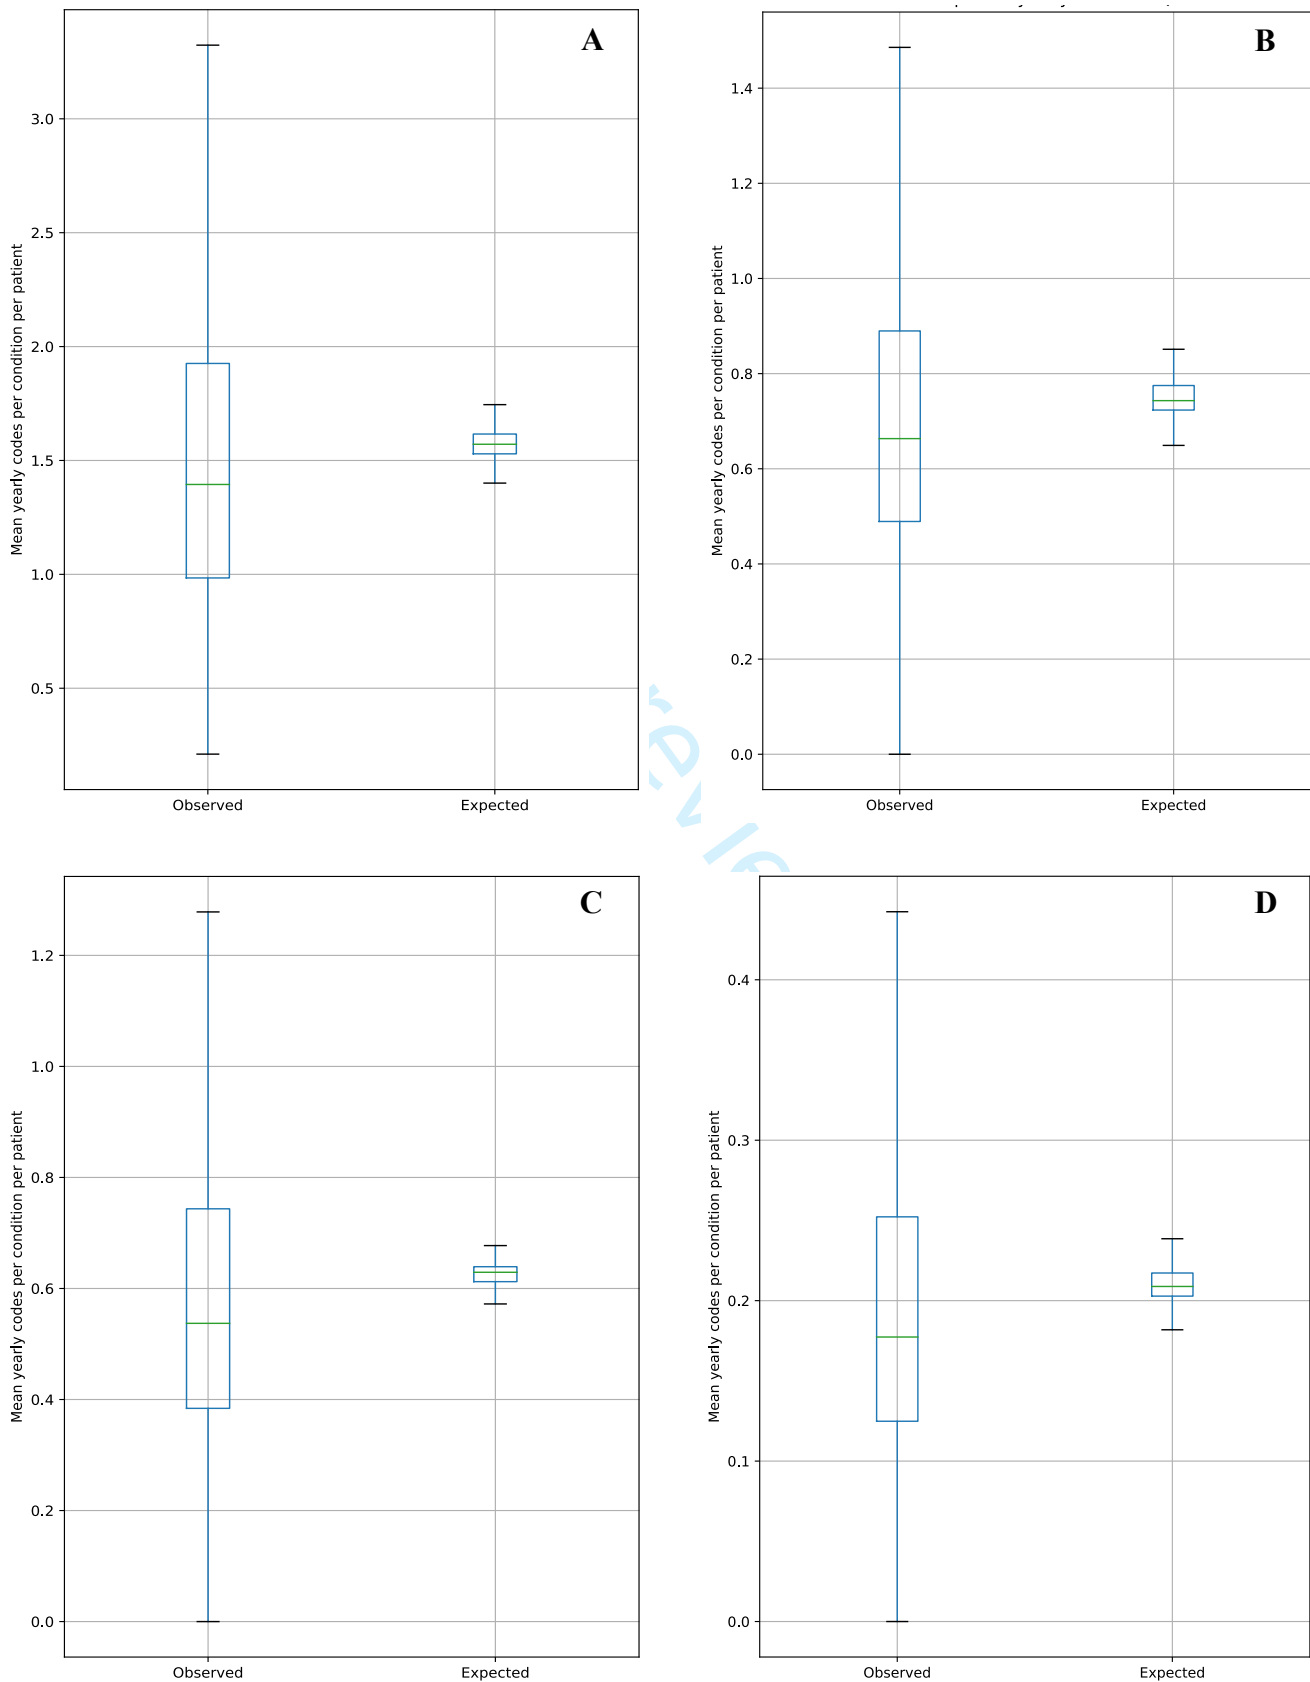 A
Mean yearly codes per condition per patient
3.0
2.5
2.0
1.5
1.0
0.5
Observed
Expected
B
Mean yearly codes per condition per patient
1.4
1.2
1.0
0.8
0.6
0.4
0.2
0.0
Observed
Expected
C
Mean yearly codes per condition per patient
1.2
1.0
0.8
0.6
0.4
0.2
0.0
Observed
Expected
D
Mean yearly codes per condition per patient
0.4
0.3
0.2
0.1
0.0
Observed
Expected